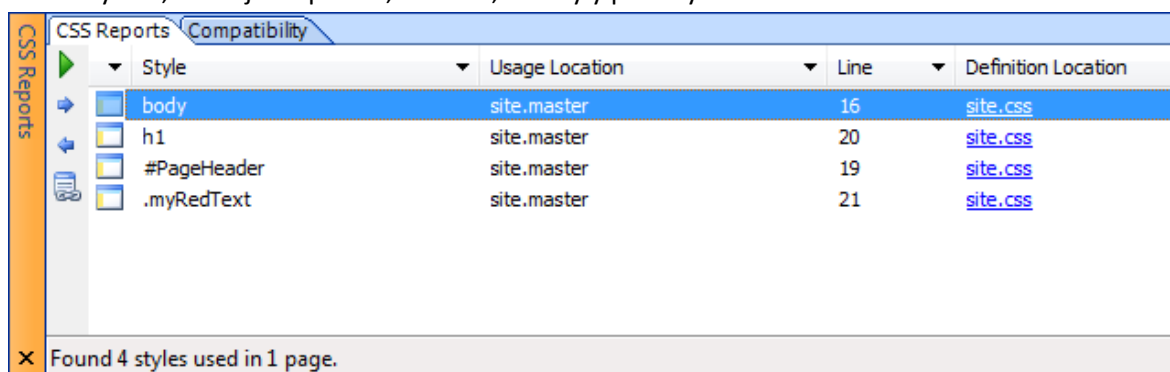 CSS Reports
CSS Reports Compatibility
Style Usage Location Line Definition Location
body site.master 16 site.css
h1 site.master 20 site.css
#PageHeader site.master 19 site.css
.myRedText site.master 21 site.css
Found 4 styles used in 1 page.